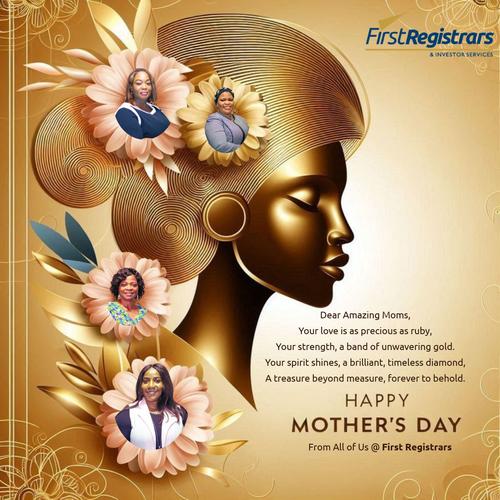 FirstRegistrars
& INVESTOR SERVICES
Dear Amazing Moms,
Your love is as precious as ruby,
Your strength, a band of unwavering gold.
Your spirit shines, a brilliant, timeless diamond,
A treasure beyond measure, forever to behold.
HAPPY
MOTHER'S DAY
From All of Us @ First Registrars